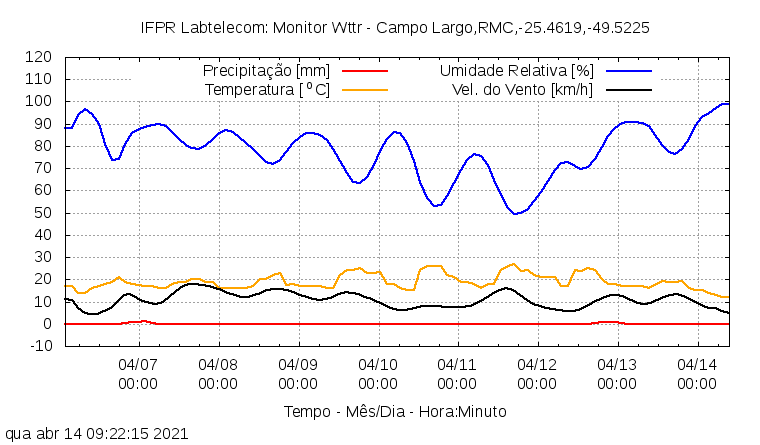 IFPR Labtelecom: Monitor Wttr - Campo Largo,RMC,-25.4619,-49.5225
120
110
100
90
80
70
60
50
40
30
20
10
0
-10
Precipitação [mm]
Temperatura [⁰C]
Umidade Relativa [%]
Vel. do Vento [km/h]
04/07 04/08 04/09 04/10 04/11 04/12 04/13 04/14
00:00 00:00 00:00 00:00 00:00 00:00 00:00 00:00
Tempo - Mês/Dia - Hora:Minuto
qua abr 14 09:22:15 2021